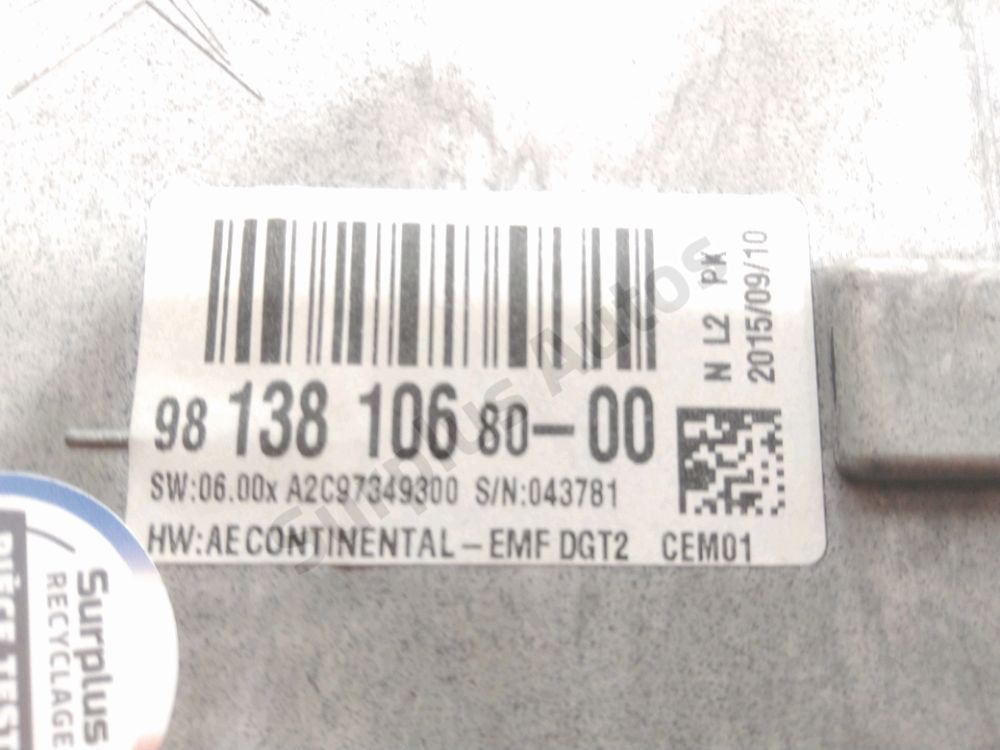 98 138 106 80-00
SW:06.00x A2C97349300 S/N:043781
HW:AE CONTINENTAL-EMF DGT2 CEM01
N L2 PK
2015/09/10
Surplus Autos
Surplus
RECYCLAGE